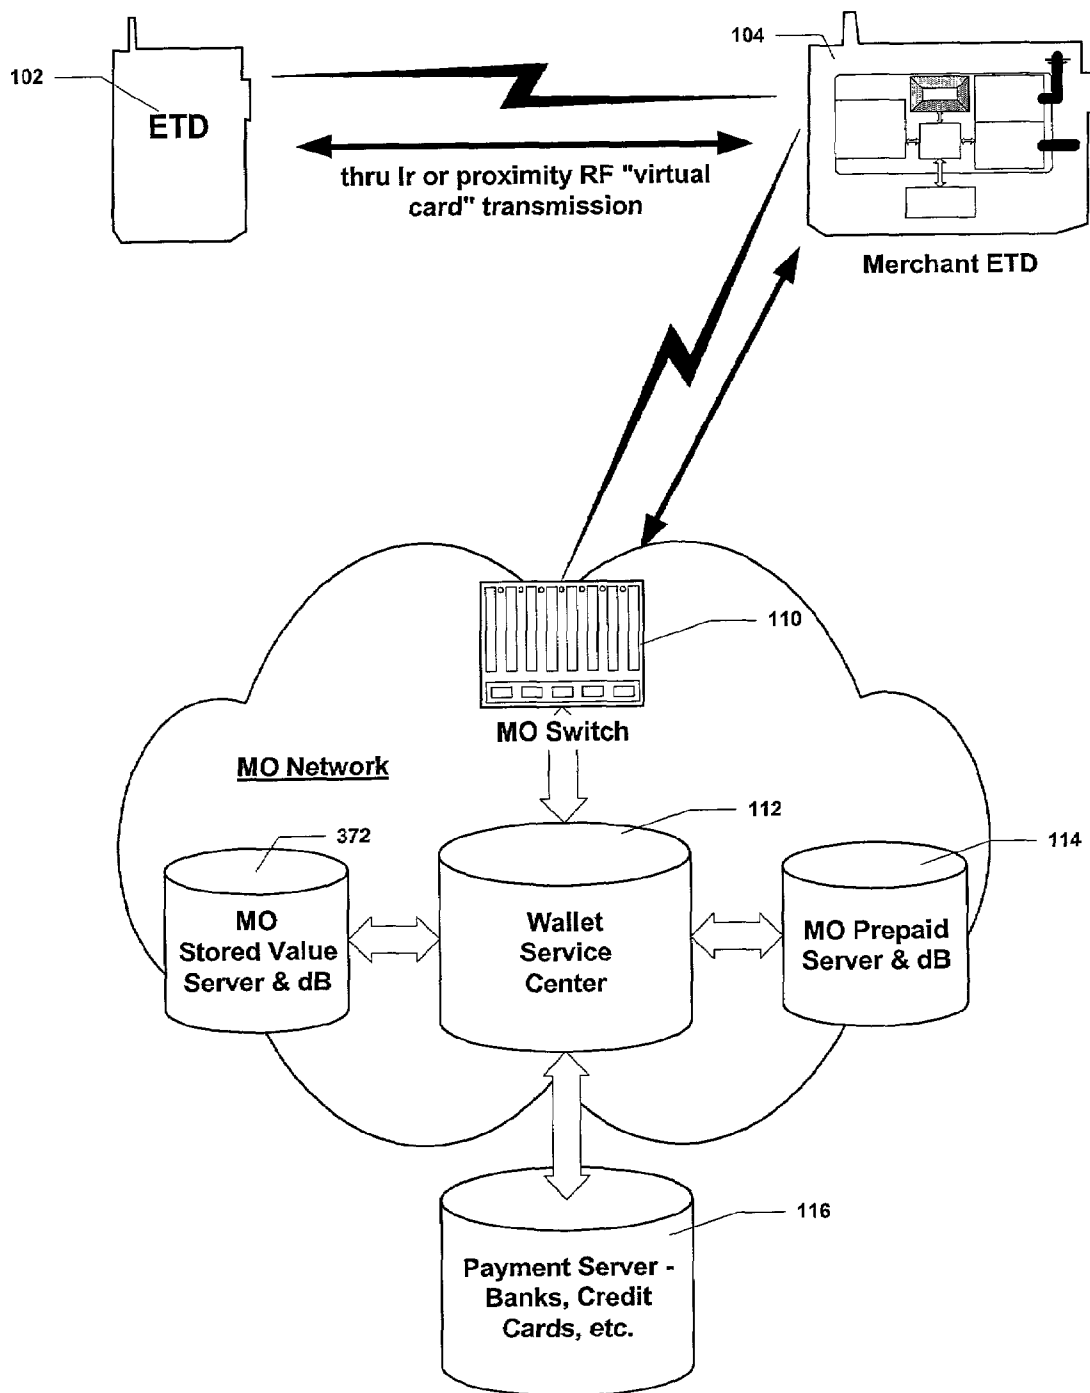 102
ETD
104
thru Ir or proximity RF "virtual
card" transmission
Merchant ETD
110
MO Switch
MO Network
112
372
114
MO
Stored Value
Server & dB
Wallet
Service
Center
MO Prepaid
Server & dB
116
Payment Server -
Banks, Credit
Cards, etc.